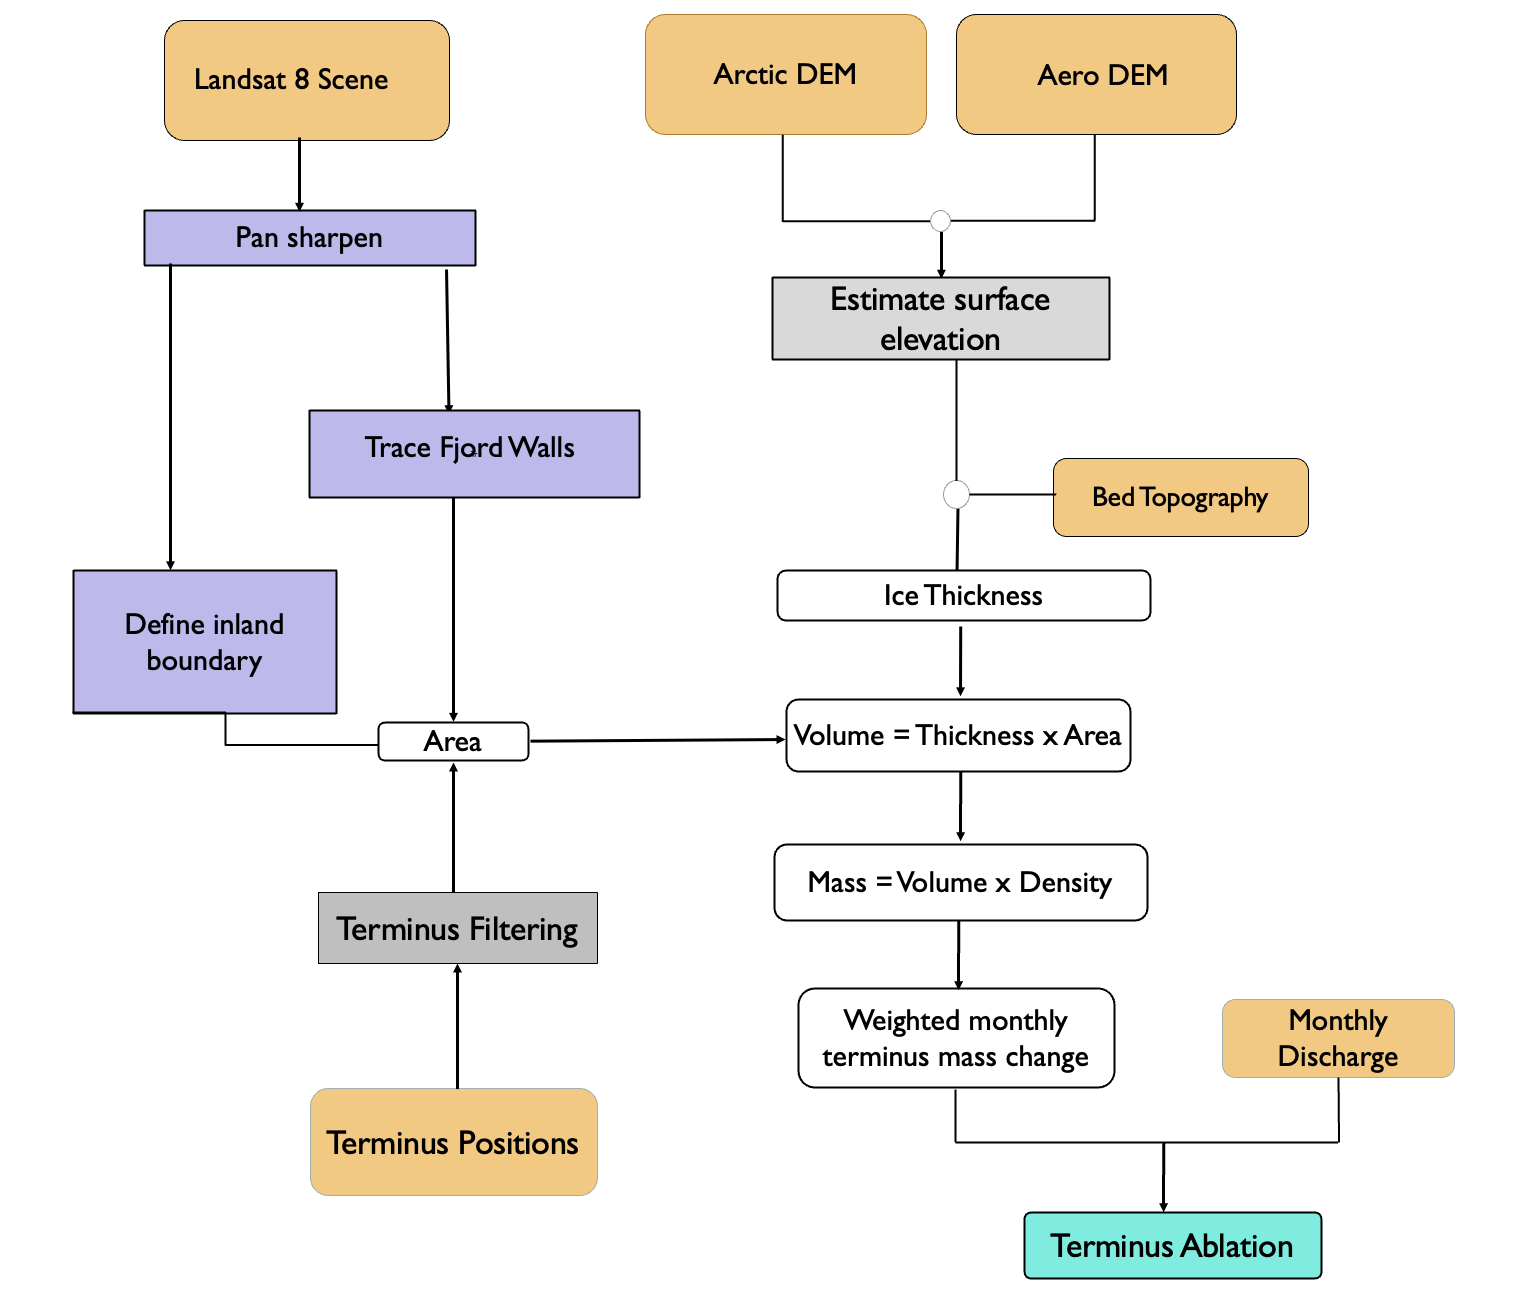 Landsat 8 Scene
Arctic DEM
Aero DEM
Pan sharpen
Estimate surface
elevation
Trace Fjord Walls
Bed Topography
Ice Thickness
Define inland
boundary
Area
Volume = Thickness x Area
Mass = Volume x Density
Terminus Filtering
Weighted monthly
terminus mass change
Monthly
Discharge
Terminus Positions
Terminus Ablation